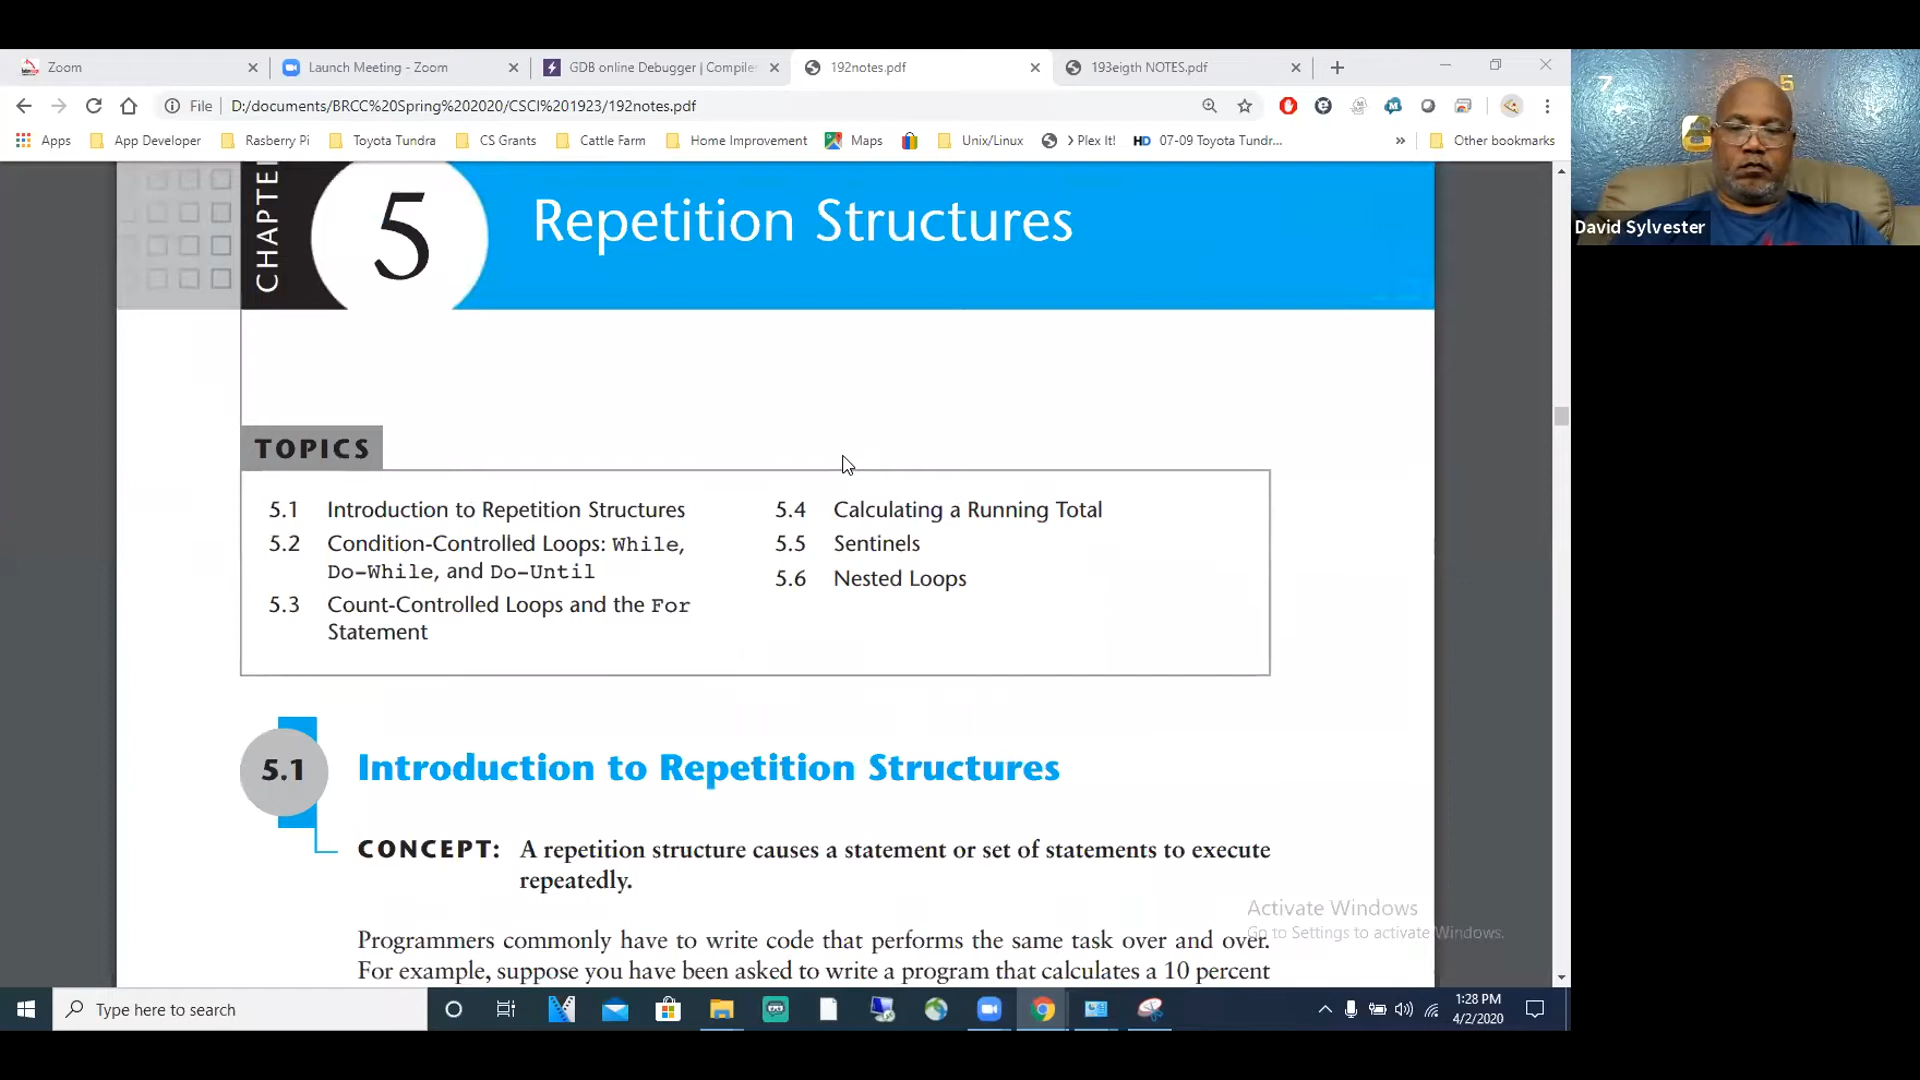 Zoom
Launch Meeting - Zoom
GDB online Debugger | Compile
192notes.pdf
193eigth NOTES.pdf
File
D:/documents/BRCC%20Spring%202020/CSCI%201923/192notes.pdf
Apps
App Developer
Rasberry Pi
Toyota Tundra
CS Grants
Cattle Farm
Home Improvement
Maps
Unix/Linux
> Plex It!
HD
07-09 Toyota Tundr...
»
Other bookmarks
7
5
David Sylvester
CHAPTE
5
Repetition Structures
TOPICS
5.1 Introduction to Repetition Structures
5.2 Condition-Controlled Loops: While,
Do-While, and Do-Until
5.3 Count-Controlled Loops and the For
Statement
5.4 Calculating a Running Total
5.5 Sentinels
5.6 Nested Loops
5.1 Introduction to Repetition Structures
CONCEPT: A repetition structure causes a statement or set of statements to execute
repeatedly.
Programmers commonly have to write code that performs the same task over and over.
For example, suppose you have been asked to write a program that calculates a 10 percent
Activate Windows
Go to Settings to activate Windows.
Type here to search
1:28 PM
4/2/2020